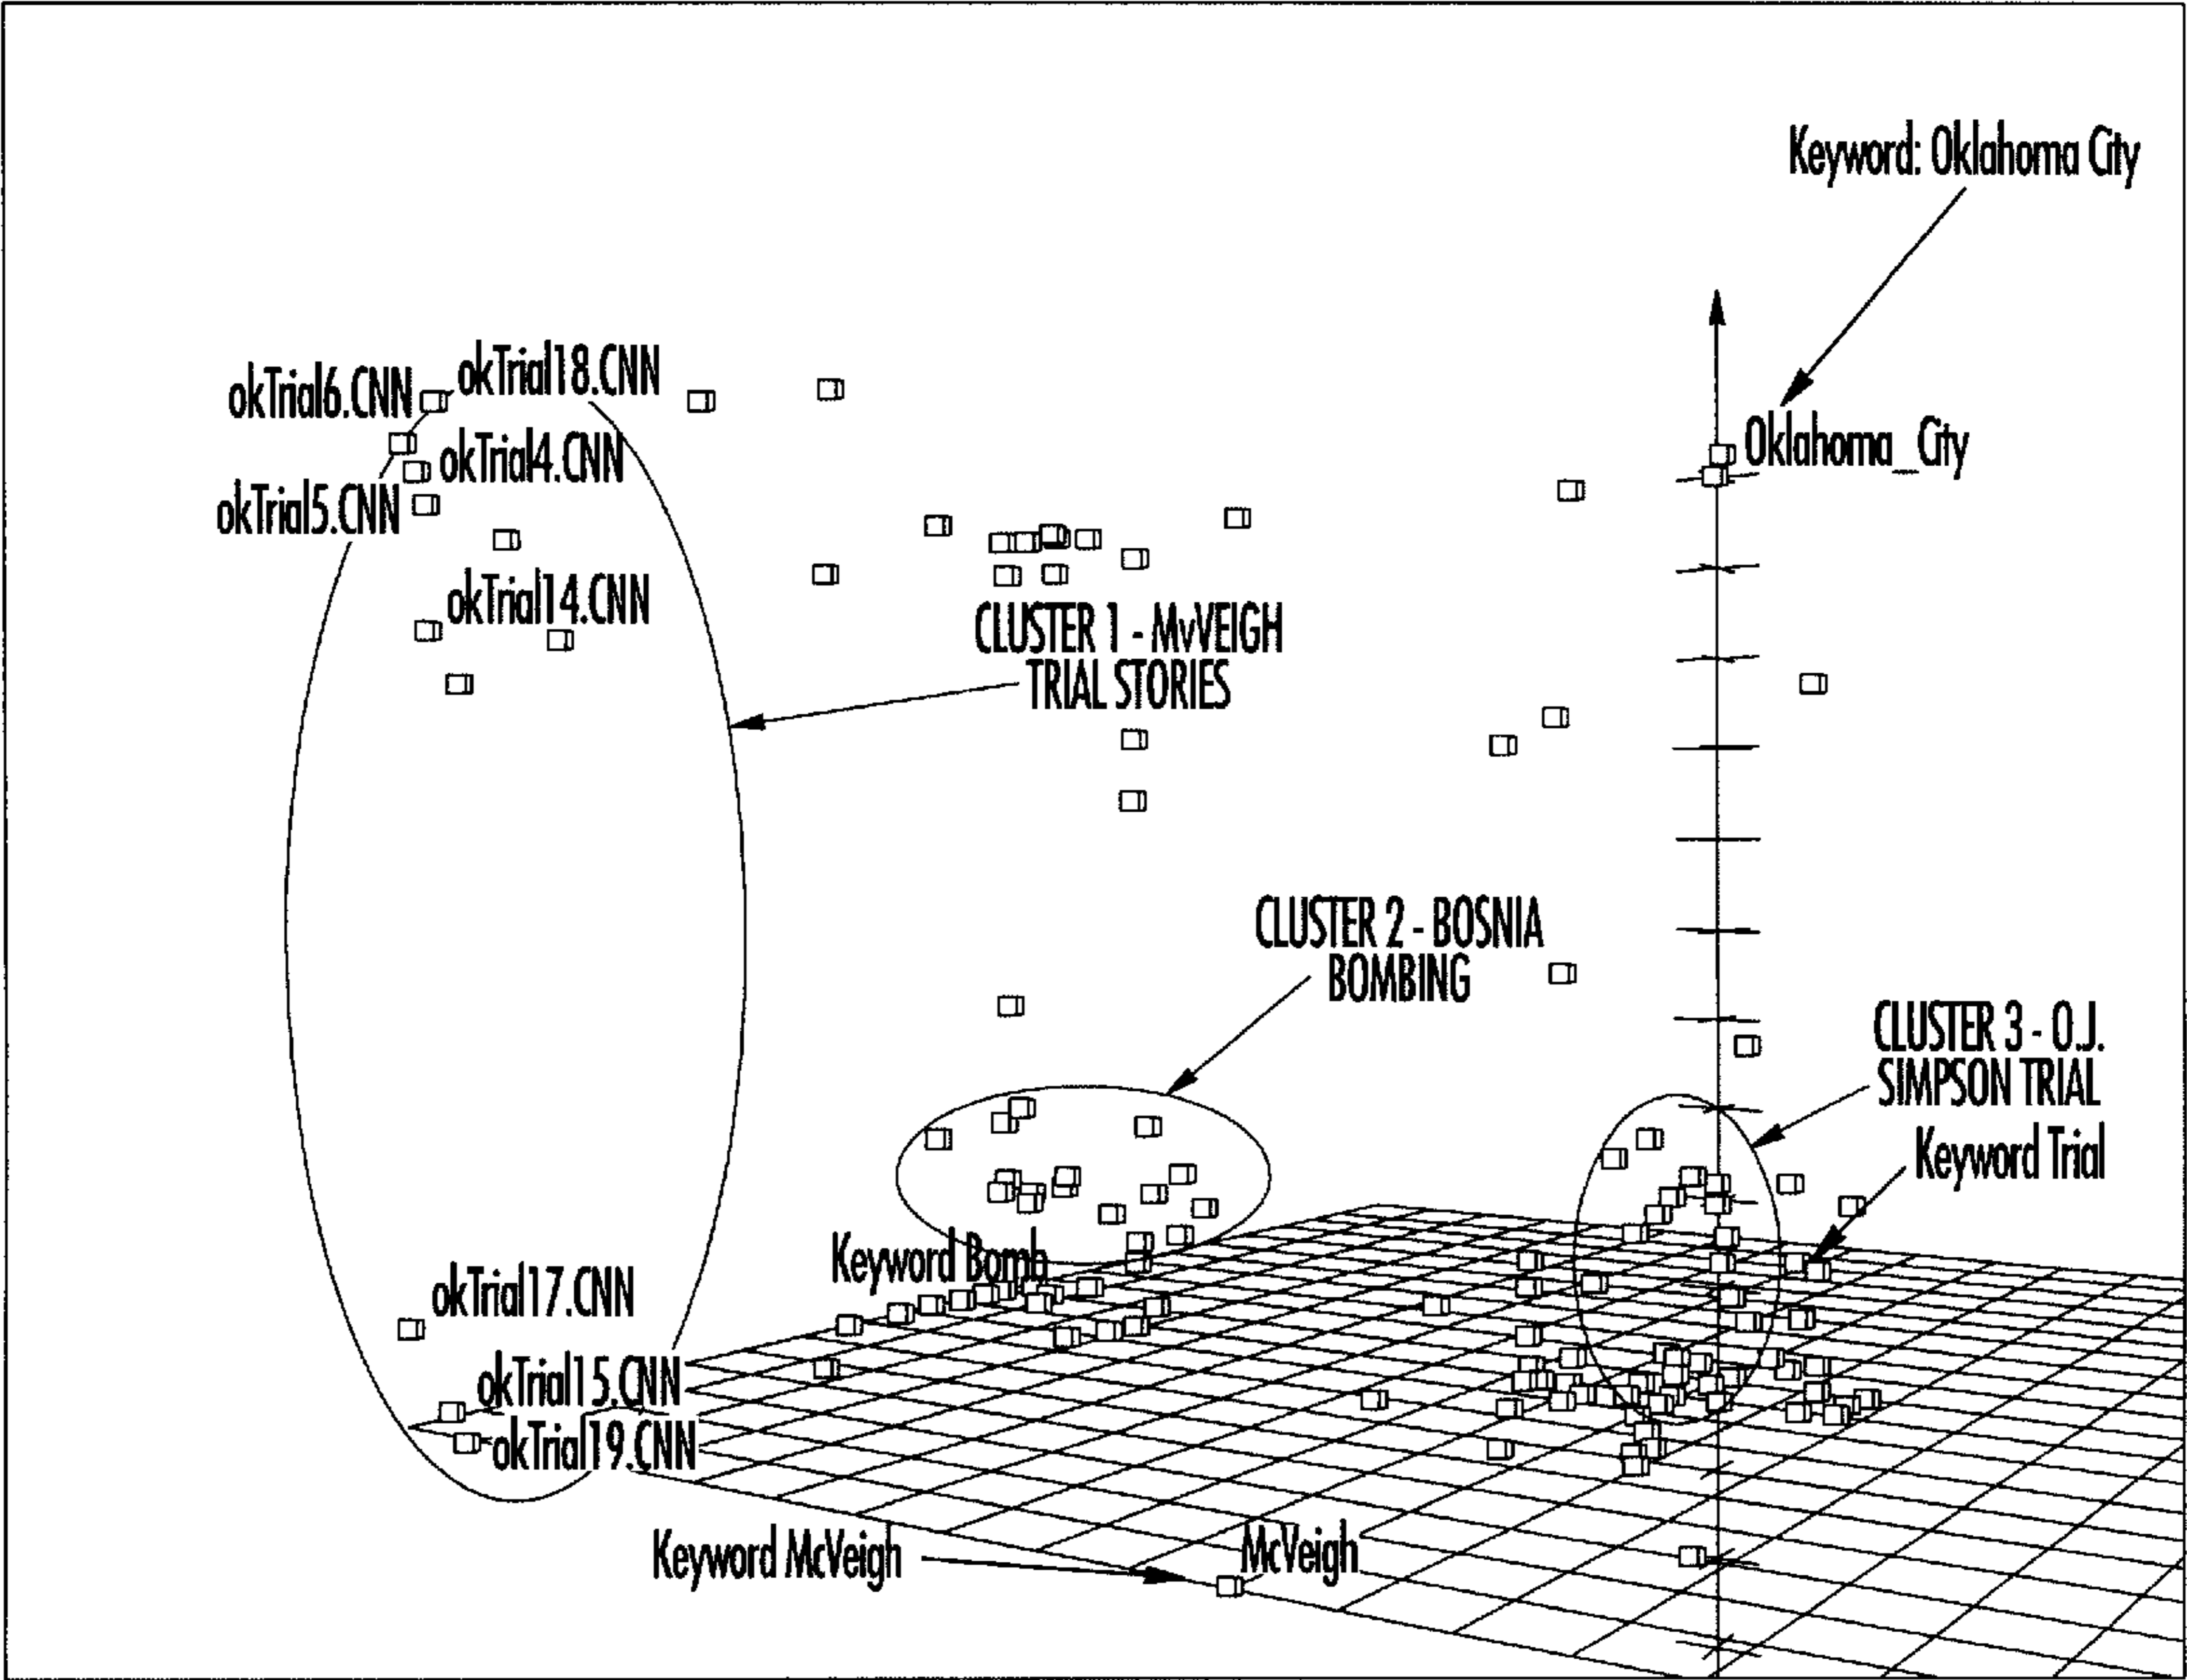 Keyword: Oklahoma City
okTrial6.CNN
okTrial18.CNN
okTrial4.CNN
okTrial5.CNN
Oklahoma_City
okTrial14.CNN
CLUSTER 1 - MvVEIGH
TRIAL STORIES
CLUSTER 2 - BOSNIA
BOMBING
CLUSTER 3 - O.J.
SIMPSON TRIAL
Keyword Trial
Keyword Bomb
okTrial17.CNN
okTrial15.CNN
okTrial19.CNN
Keyword McVeigh
McVeigh